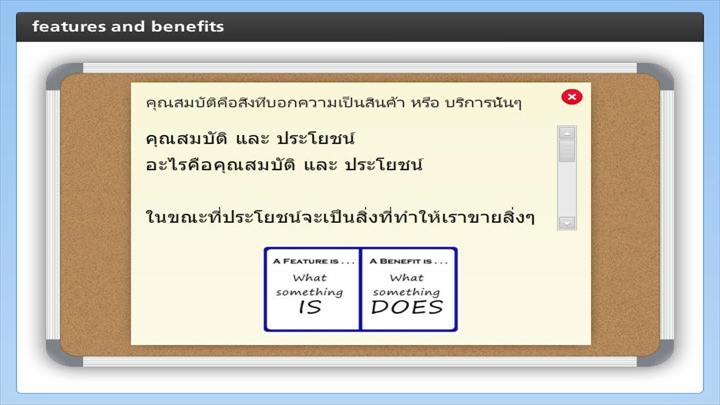 features and benefits
คุณสมบัติคือสิ่งที่บอกความเป็นสินค้า หรือ บริการนั้นๆ
คุณสมบัติ และ ประโยชน์
อะไรคือคุณสมบัติ และ ประโยชน์
ในขณะที่ประโยชน์จะเป็นสิ่งที่ทำให้เราขายสิ่งๆ
A FEATURE IS . . .
What
something
IS
A BENEFIT IS . . .
What
something
DOES